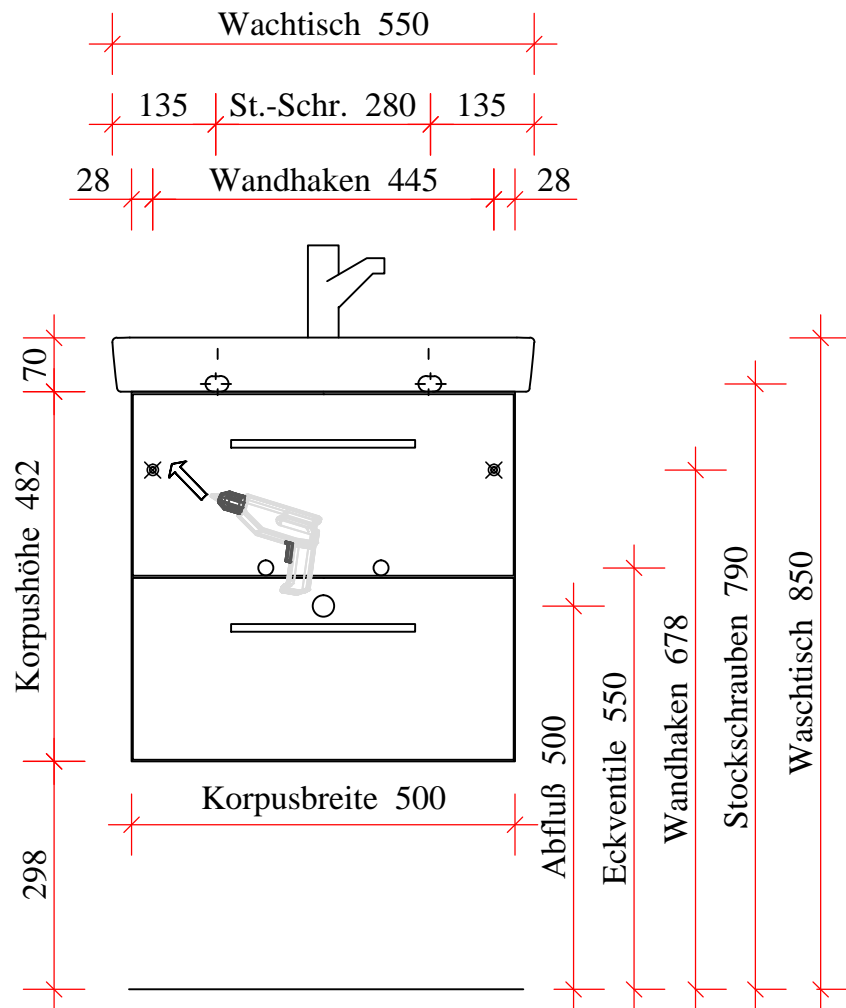 Wachtisch 550
135 St.-Schr. 280 135
28 Wandhaken 445 28
70
Korpushöhe 482
298
Korpusbreite 500
Abfluß 500
Eckventile 550
Wandhaken 678
Stockschrauben 790
Waschtisch 850